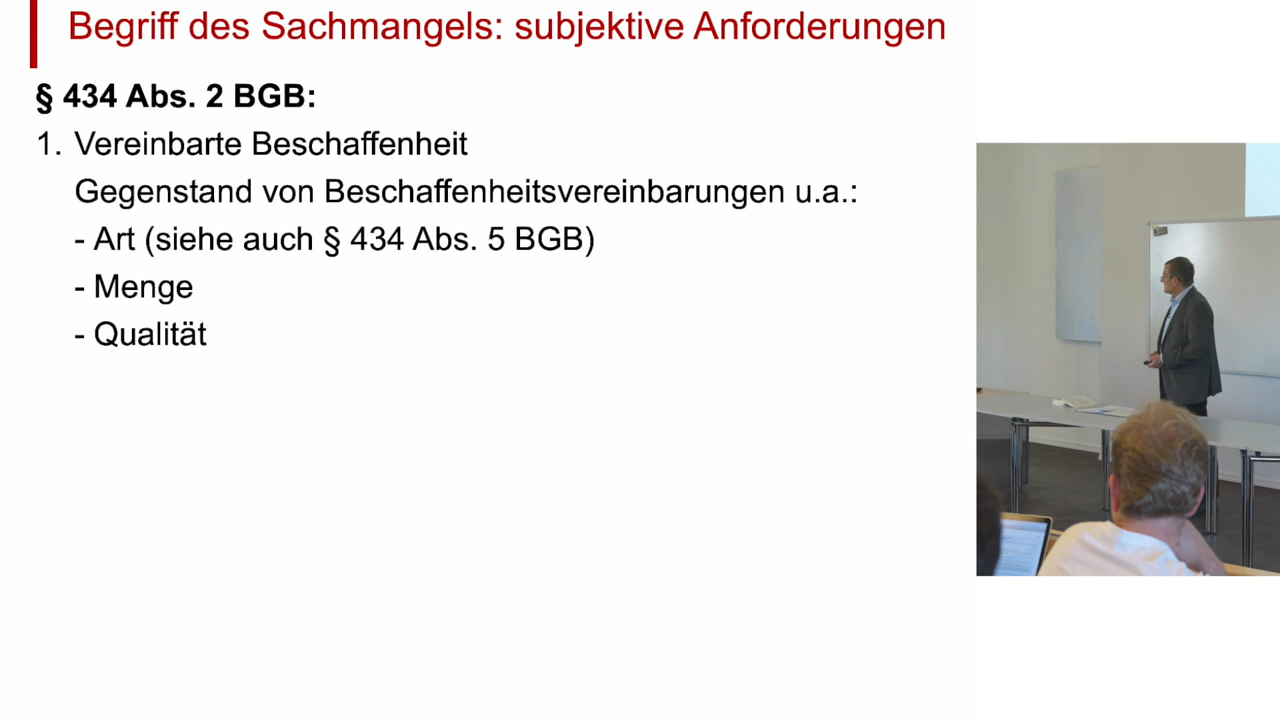 Begriff des Sachmangels: subjektive Anforderungen
§ 434 Abs. 2 BGB:
1. Vereinbarte Beschaffenheit
Gegenstand von Beschaffenheitsvereinbarungen u.a.:
- Art (siehe auch § 434 Abs. 5 BGB)
- Menge
- Qualität